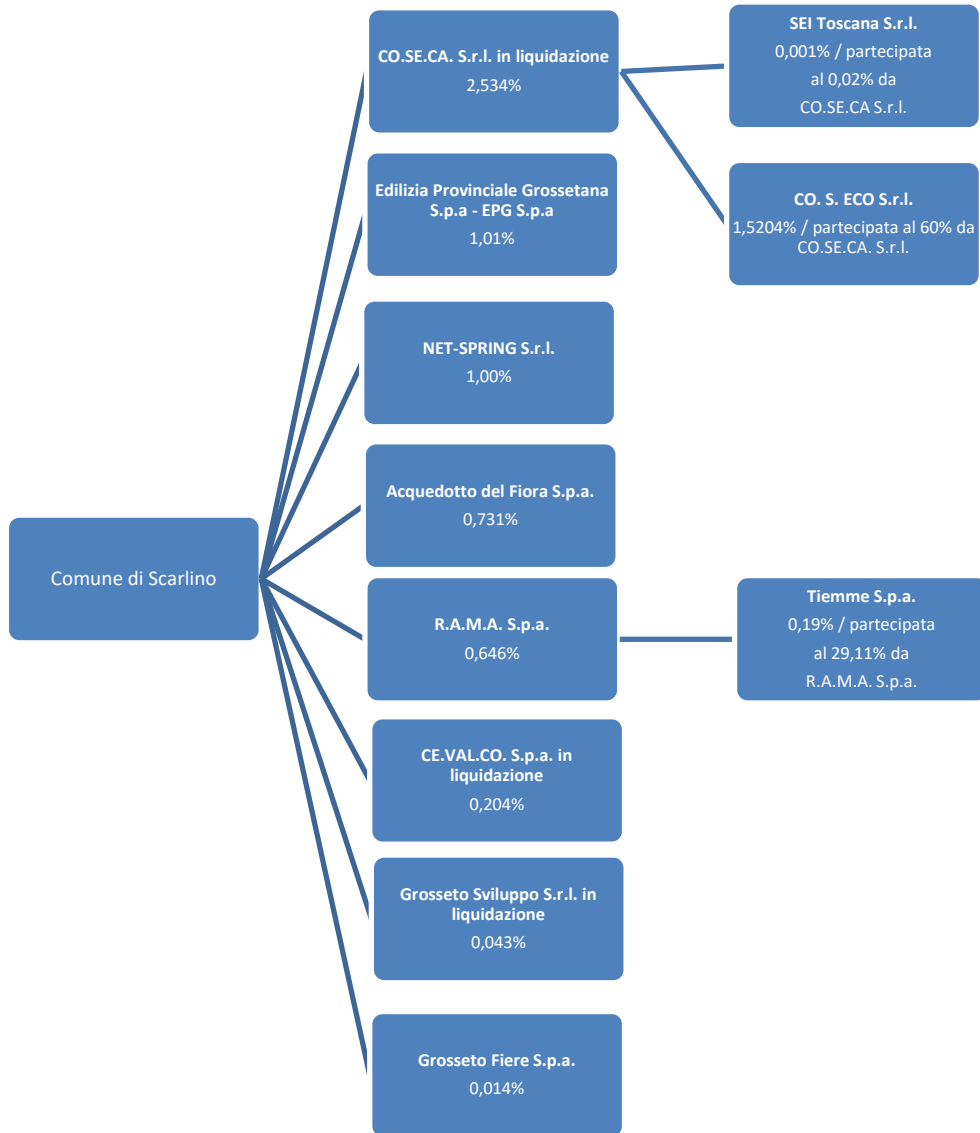 Comune di Scarlino
CO.SE.CA. S.r.l. in liquidazione
2,534%
SEI Toscana S.r.l.
0,001% / partecipata
al 0,02% da
CO.SE.CA S.r.l.
CO. S. ECO S.r.l.
1,5204% / partecipata al 60% da
CO.SE.CA. S.r.l.
Edilizia Provinciale Grossetana
S.p.a - EPG S.p.a
1,01%
NET-SPRING S.r.l.
1,00%
Acquedotto del Fiora S.p.a.
0,731%
R.A.M.A. S.p.a.
0,646%
Tiemme S.p.a.
0,19% / partecipata
al 29,11% da
R.A.M.A. S.p.a.
CE.VAL.CO. S.p.a. in
liquidazione
0,204%
Grosseto Sviluppo S.r.l. in
liquidazione
0,043%
Grosseto Fiere S.p.a.
0,014%